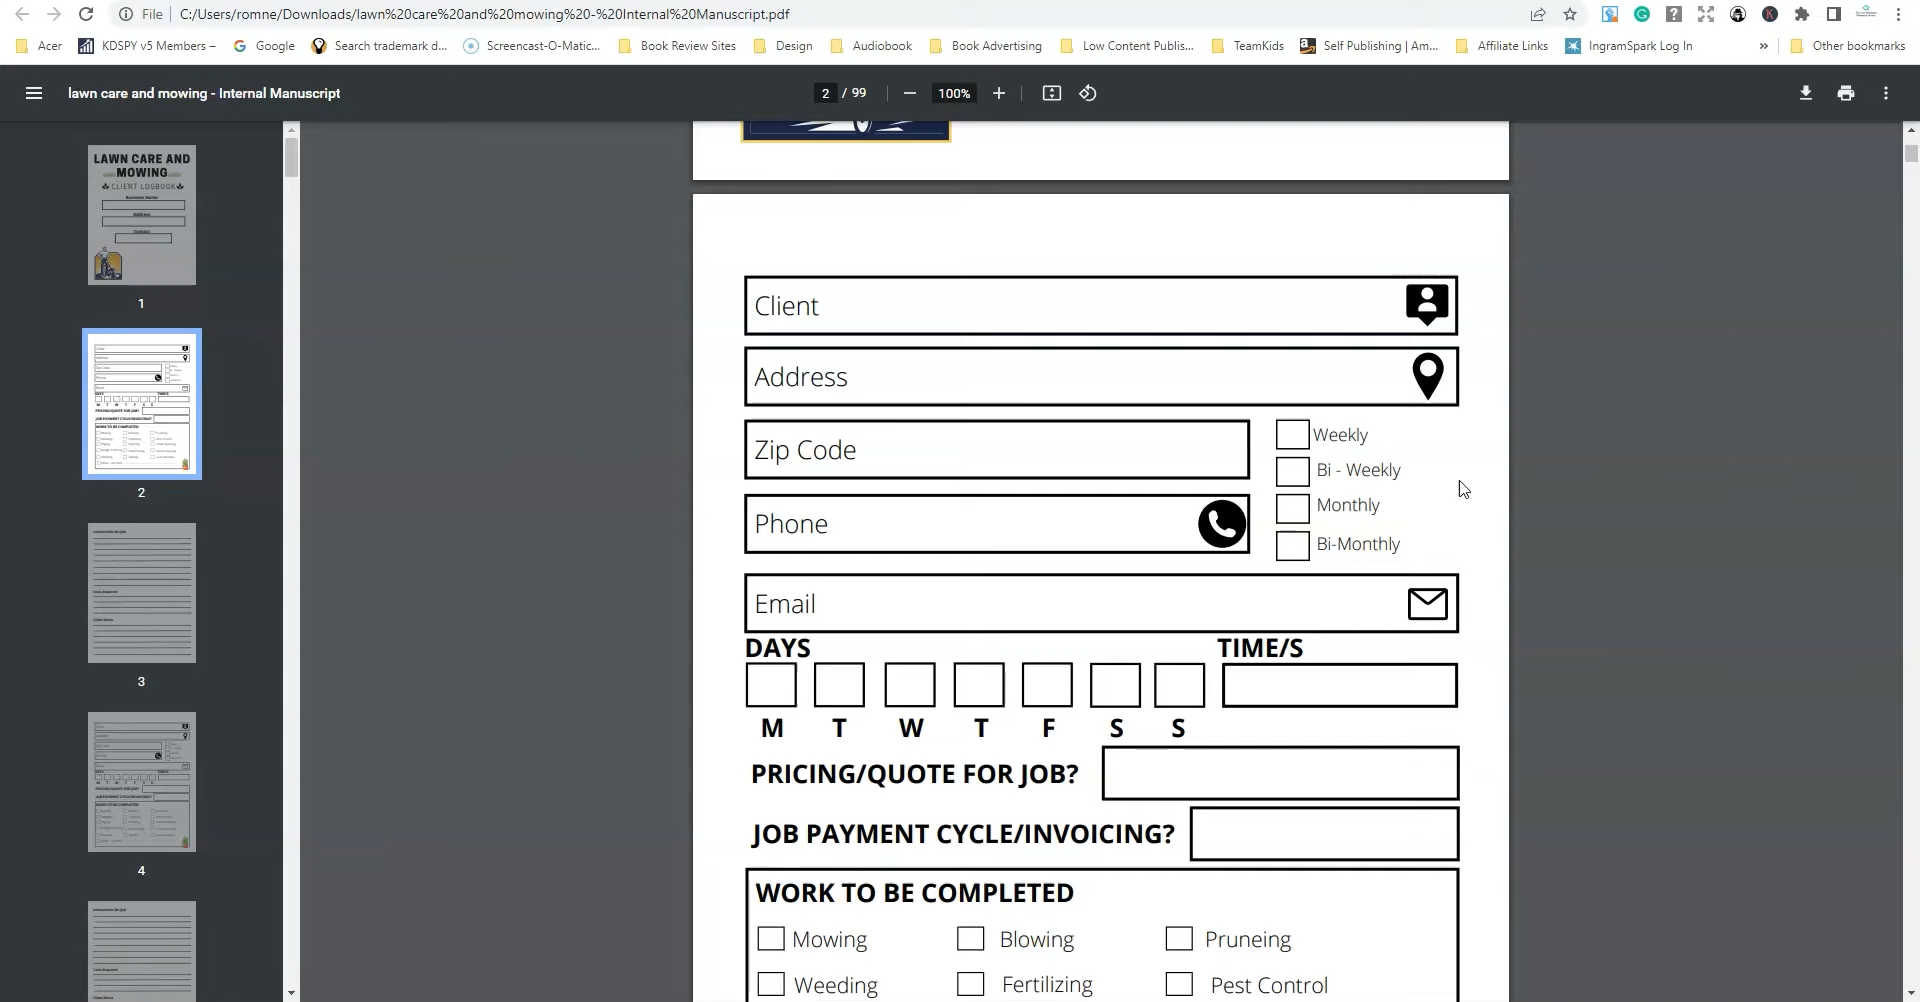 File
C:/Users/romne/Downloads/lawn%20care%20and%20mowing%20-%20Internal%20Manuscript.pdf
Acer
KDSPY v5 Members –
Google
Search trademark d...
Screencast-O-Matic...
Book Review Sites
Design
Audiobook
Book Advertising
Low Content Publis...
TeamKids
Self Publishing | Am...
Affiliate Links
IngramSpark Log In
»
Other bookmarks
lawn care and mowing - Internal Manuscript
2 / 99
100%
LAWN CARE AND
MOWING
CLIENT LOGBOOK
Business Name
Address
Contact
1
2
3
4
Client
Address
Zip Code
Weekly
Bi - Weekly
Monthly
Phone
Bi-Monthly
Email
DAYS
TIME/S
M T W T F S S
PRICING/QUOTE FOR JOB?
JOB PAYMENT CYCLE/INVOICING?
WORK TO BE COMPLETED
Mowing Blowing Pruneing
Weeding Fertilizing Pest Control